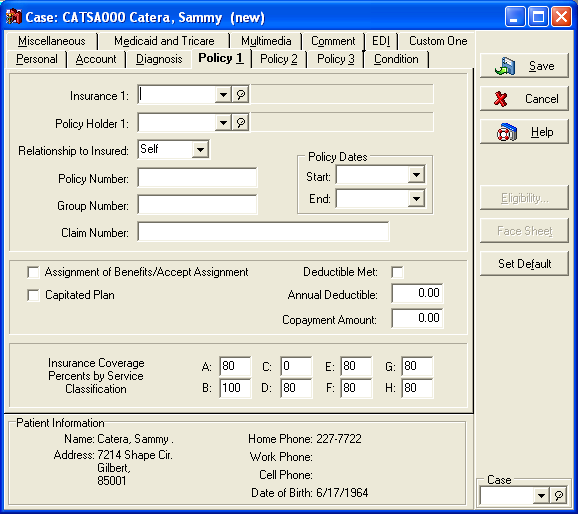 Case: CATSA000 Catera, Sammy (new)
Miscellaneous Medicaid and Tricare Multimedia Comment EDI Custom One
Personal Account Diagnosis Policy 1 Policy 2 Policy 3 Condition
Insurance 1:
Policy Holder 1:
Relationship to Insured: Self
Policy Number:
Group Number:
Claim Number:
Policy Dates
Start:
End:
Assignment of Benefits/Accept Assignment
Capitated Plan
Deductible Met:
Annual Deductible: 0.00
Copayment Amount: 0.00
Insurance Coverage
Percents by Service
Classification
A: 80 C: 0 E: 80 G: 80
B: 100 D: 80 F: 80 H: 80
Patient Information
Name: Catera, Sammy .
Address: 7214 Shape Cir.
Gilbert,
85001
Home Phone: 227-7722
Work Phone:
Cell Phone:
Date of Birth: 6/17/1964
Save
Cancel
Help
Eligibility...
Face Sheet
Set Default
Case